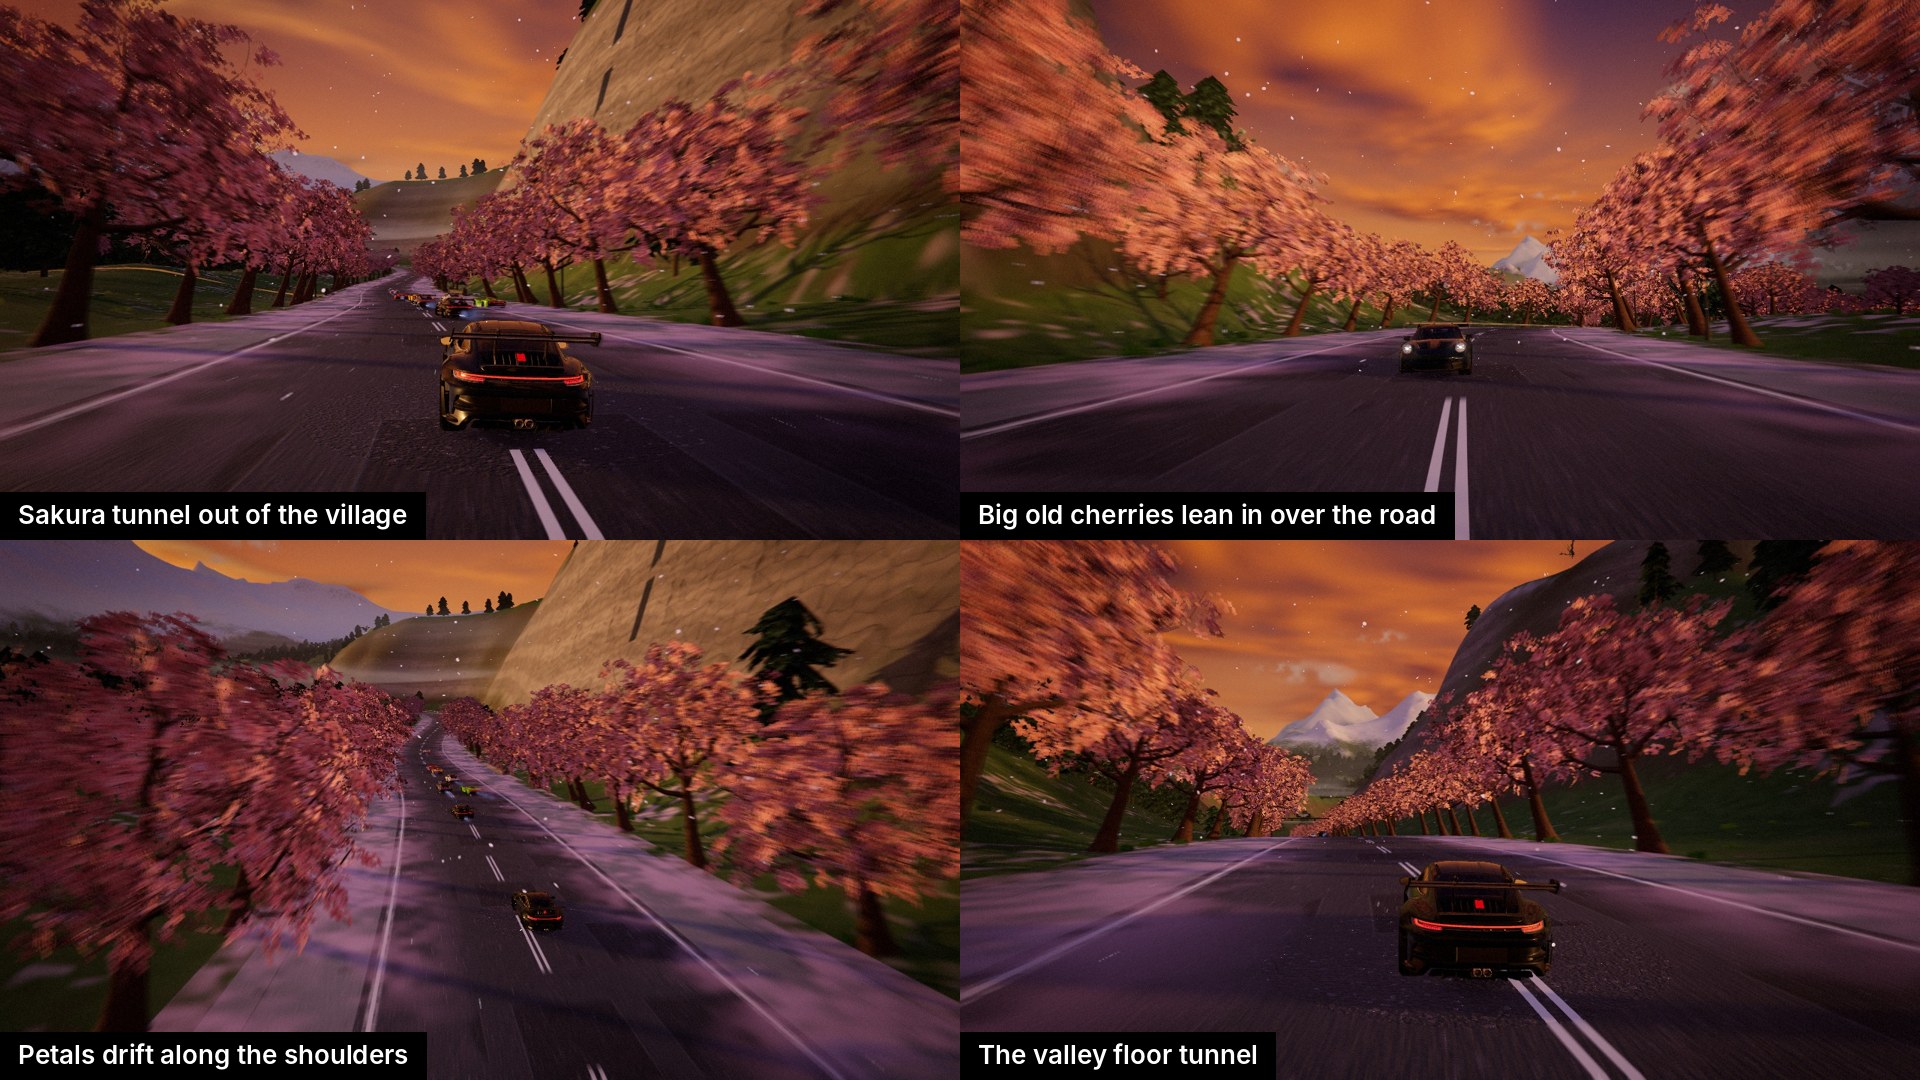 Sakura tunnel out of the village
Big old cherries lean in over the road
Petals drift along the shoulders
The valley floor tunnel